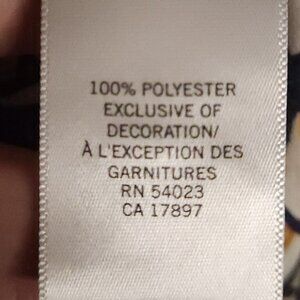 100% POLYESTER
EXCLUSIVE OF
DECORATION/
À L'EXCEPTION DES
GARNITURES
RN 54023
CA 17897